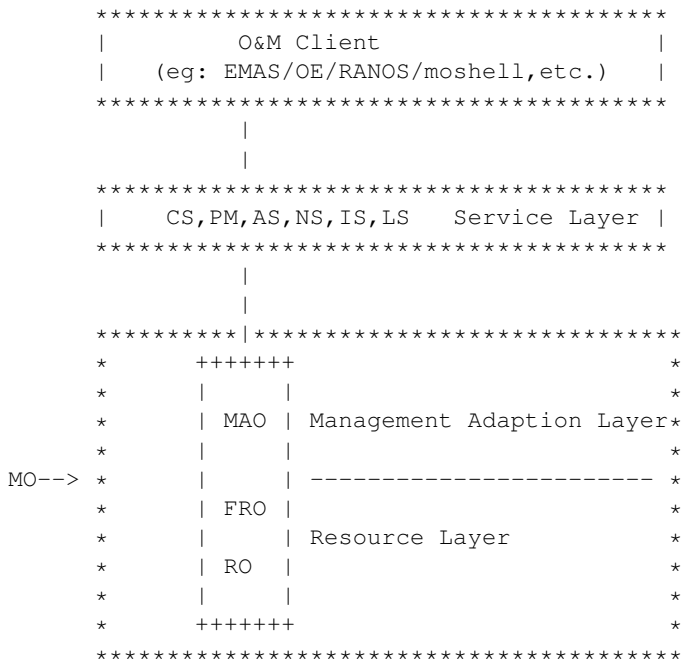 ****************************************
|        O&M Client                    |
|   (eg: EMAS/OE/RANOS/moshell,etc.)   |
****************************************
|
|
****************************************
|    CS,PM,AS,NS,IS,LS   Service Layer |
****************************************
|
|
**********|******************************
*      +++++++                          *
*      |     |                          *
*      | MAO | Management Adaption Layer*
*      |     |                          *
MO--> *      |     | ------------------------ *
*      | FRO |                          *
*      |     | Resource Layer           *
*      | RO  |                          *
*      |     |                          *
*      +++++++                          *
*****************************************